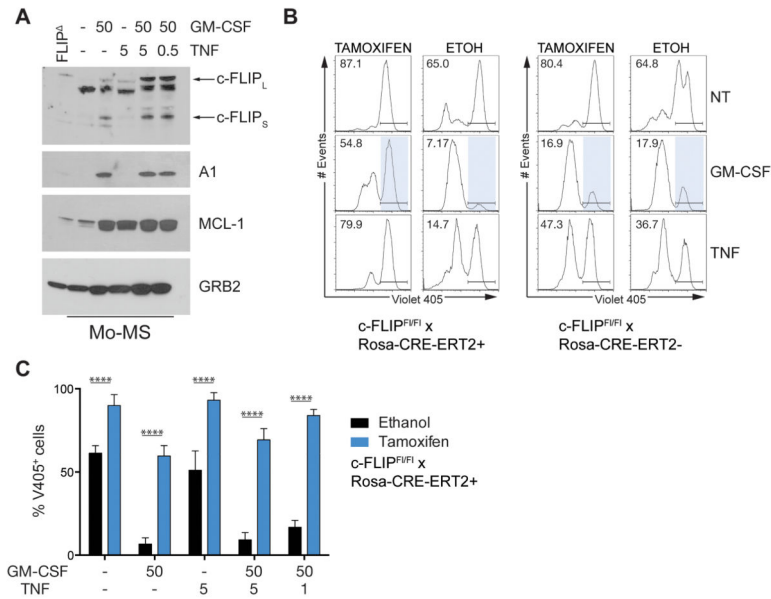 A
FLIPΔ
- - 50 - 50 50 GM-CSF
- - 5 5 0.5 TNF
c-FLIPL
c-FLIPS
A1
MCL-1
GRB2
Mo-MS
B
TAMOXIFEN ETOH TAMOXIFEN ETOH
87.1 65.0 80.4 64.8
NT
54.8 7.17 16.9 17.9
GM-CSF
79.9 14.7 47.3 36.7
TNF
# Events
# Events
Violet 405 Violet 405
c-FLIPFl/Fl x
Rosa-CRE-ERT2+
c-FLIPFl/Fl x
Rosa-CRE-ERT2-
C
% V405+ cells
100
50
0
**** **** **** **** ****
Ethanol
Tamoxifen
c-FLIPFl/Fl x
Rosa-CRE-ERT2+
GM-CSF - 50 - 50 50
TNF - - 5 5 1